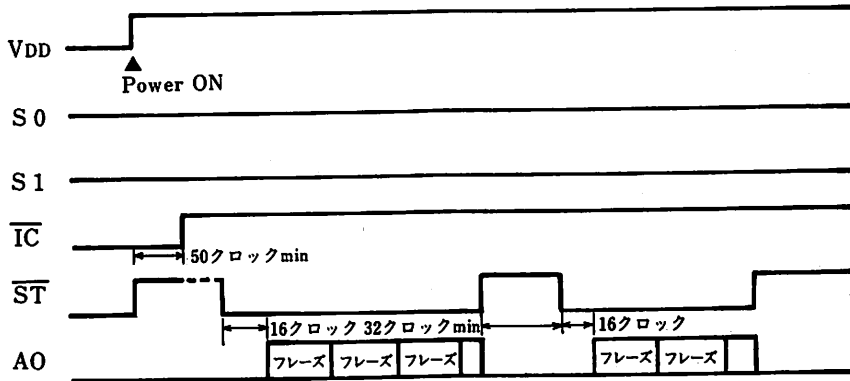 VDD
Power ON
S0
S1
IC
50クロックmin
ST
16クロック 32クロックmin 16クロック
AO
フレーズ フレーズ フレーズ フレーズ フレーズ